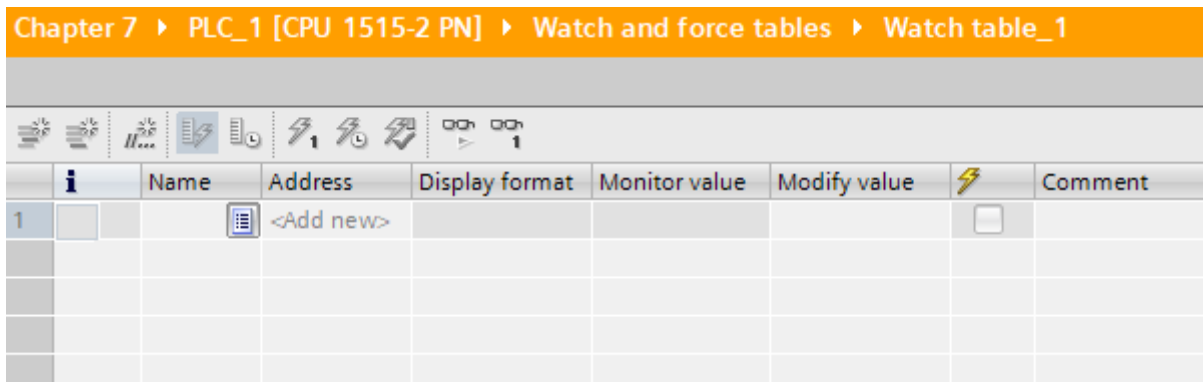 Chapter 7 ▸ PLC_1 [CPU 1515-2 PN] ▸ Watch and force tables ▸ Watch table_1
i Name Address Display format Monitor value Modify value Comment
1 <Add new>